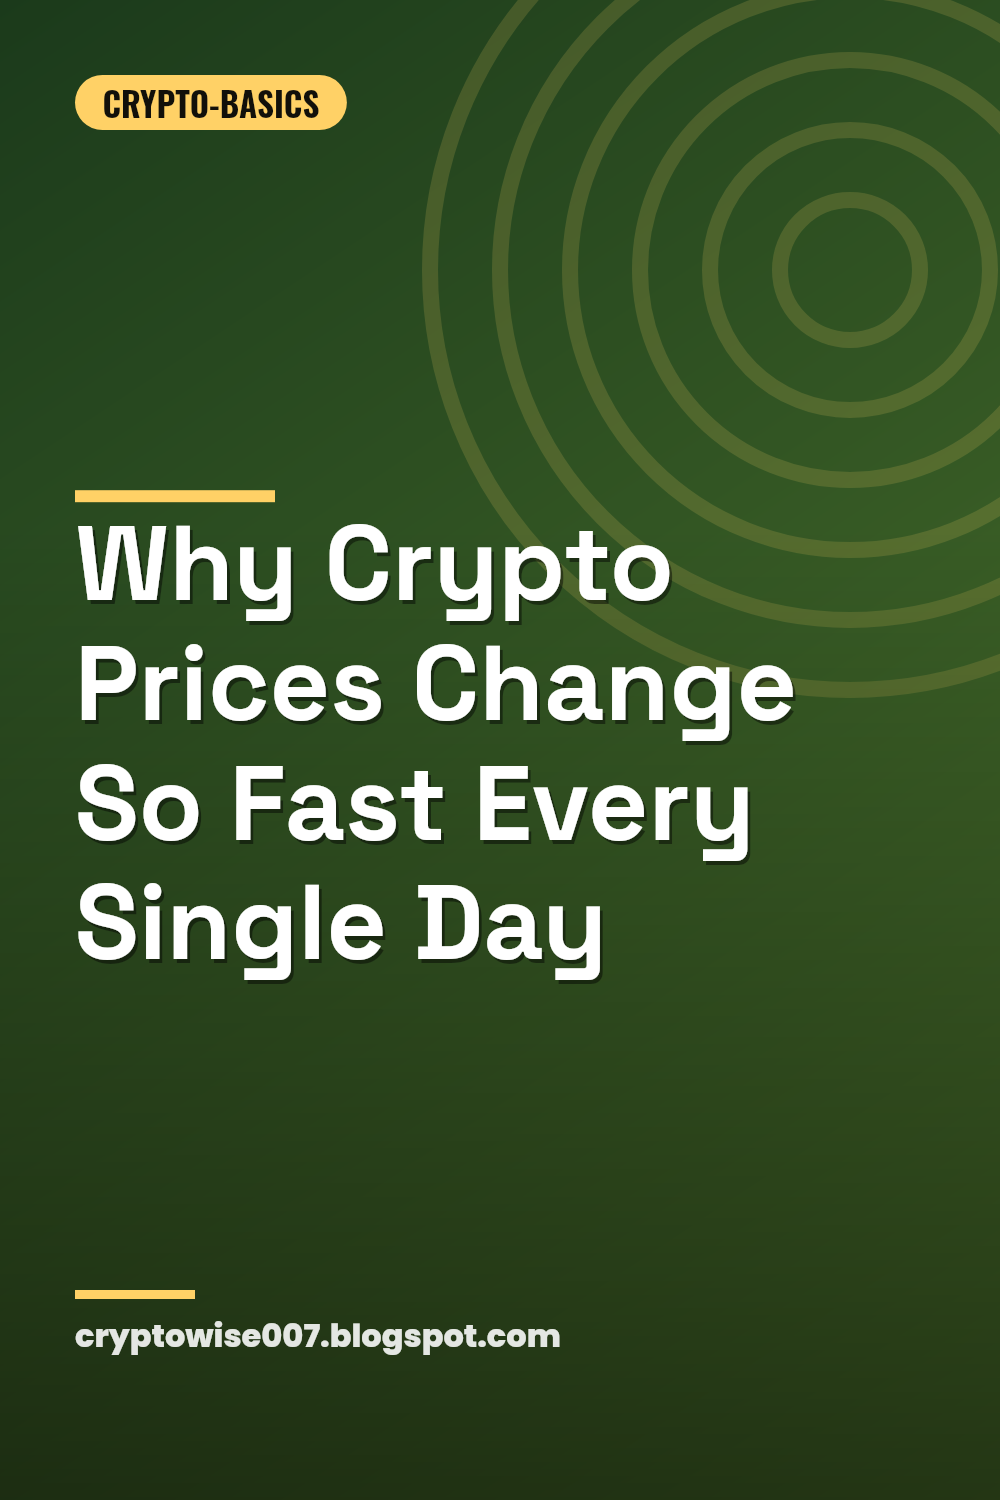 CRYPTO-BASICS
Why Crypto
Prices Change
So Fast Every
Single Day
cryptowise007.blogspot.com